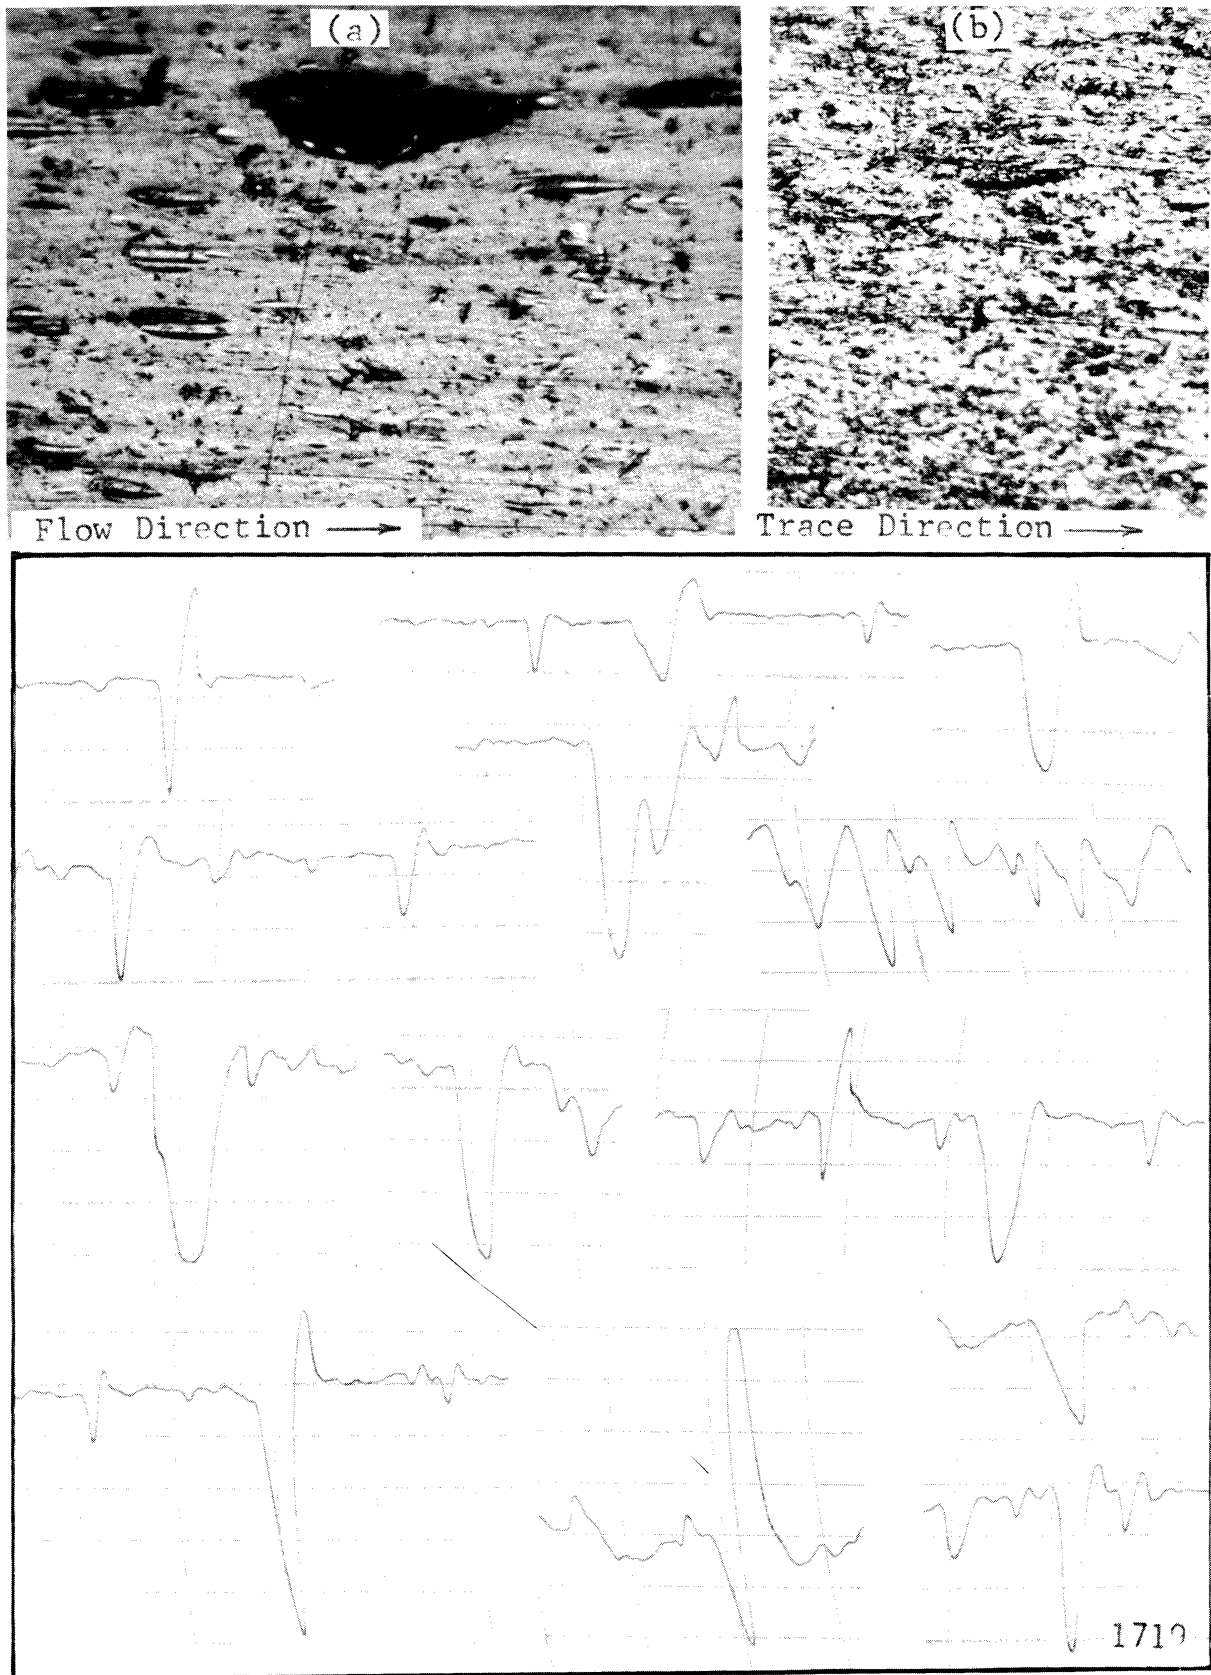 (a)
(b)
Flow Direction →
Trace Direction →